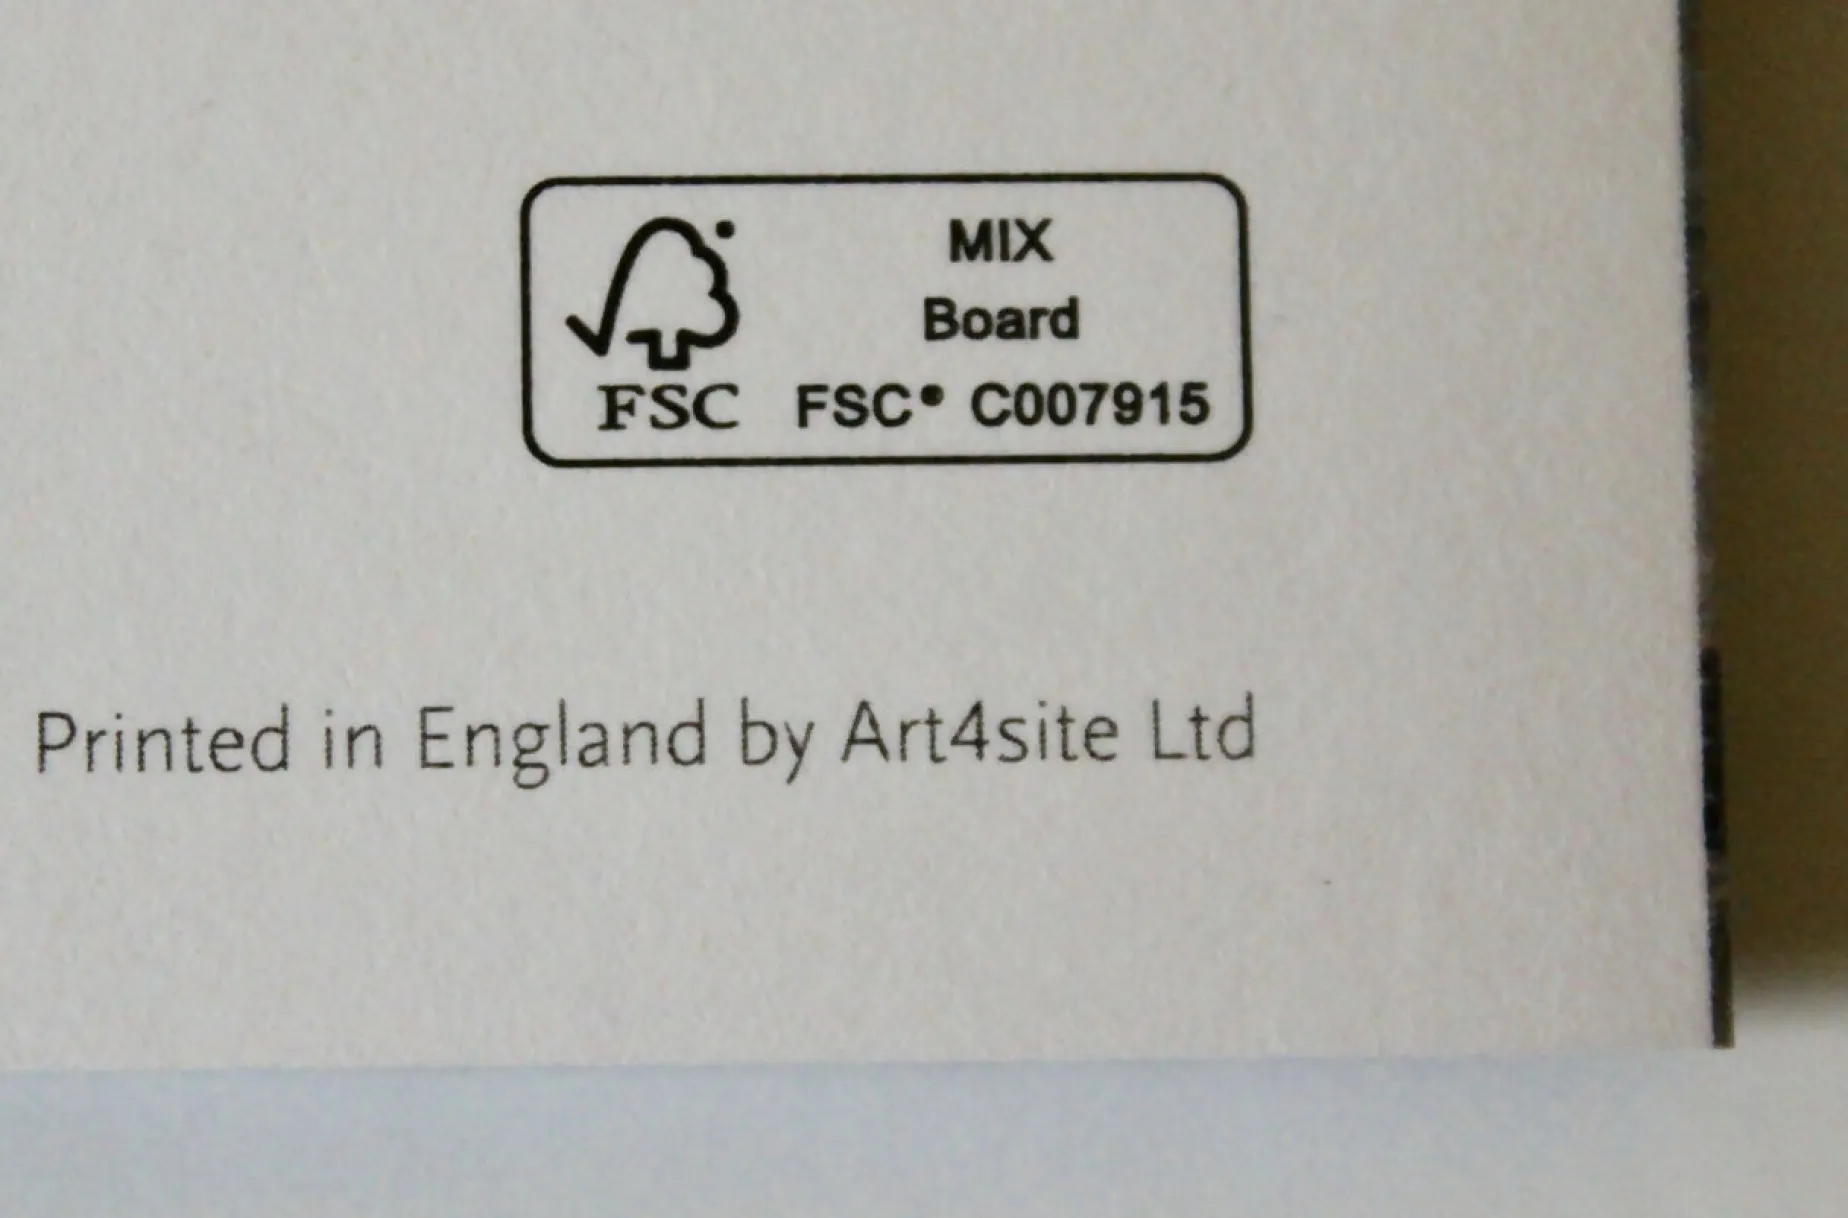 MIX
Board
FSC FSC® C007915
Printed in England by Art4site Ltd